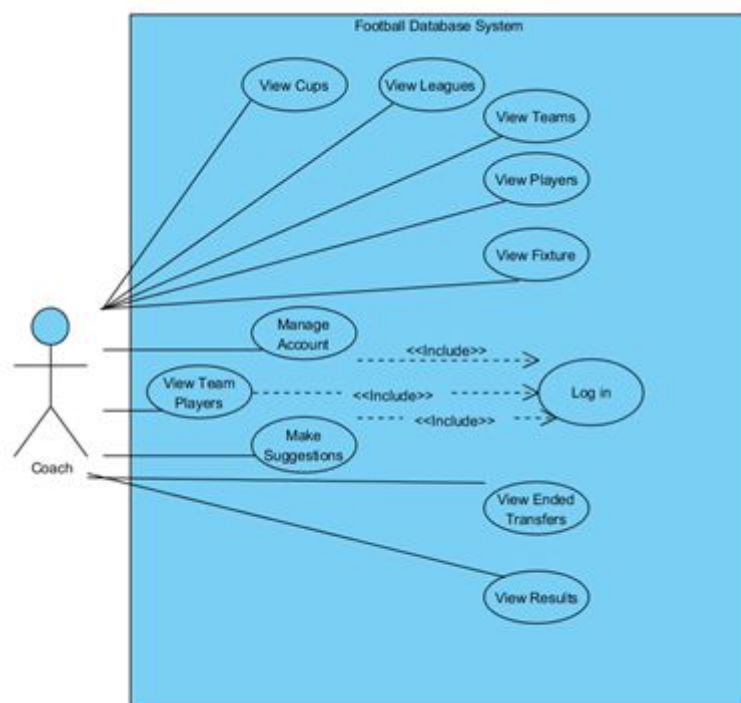 Football Database System
View Cups
View Leagues
View Teams
View Players
View Fixture
Manage
Account
<<Include>>
View Team
Players
<<Include>>
Log in
<<Include>>
Make
Suggestions
Coach
View Ended
Transfers
View Results